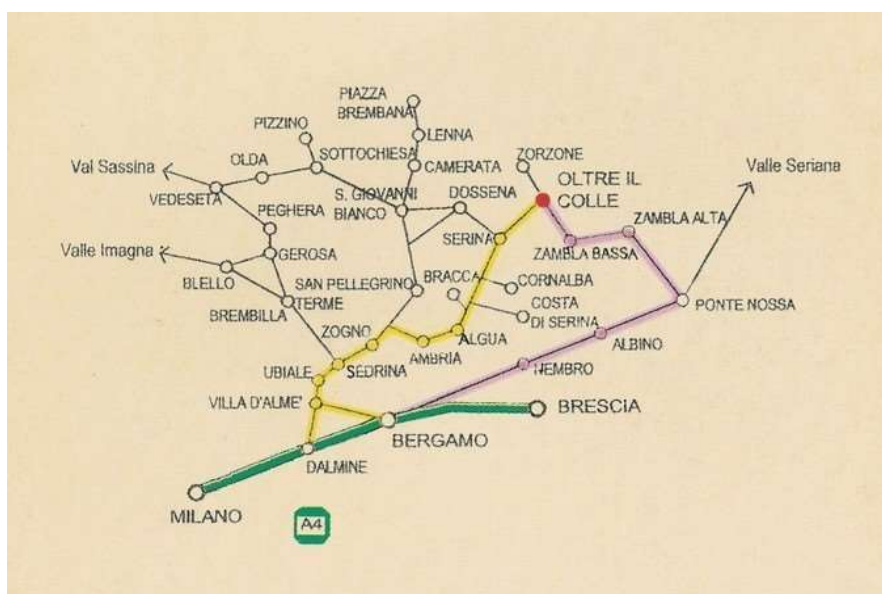 PIAZZA
BREMBANA
PIZZINO
LENNA
ZORZONE
SOTTOCHIESA
OLDA
CAMERATA
Val Sassina
Valle Seriana
OLTRE IL
COLLE
VEDESETA
S. GIOVANNI
BIANCO
DOSSENA
PEGHERA
ZAMBLA ALTA
SERINA
Valle Imagna
GEROSA
ZAMBLA BASSA
BLELLO
SAN PELLEGRINO
TERME
BRACCA
CORNALBA
BREMBILLA
COSTA
DI SERINA
PONTE NOSSA
ZOGNO
ALGUA
ALBINO
AMBRIA
UBIALE
SEDRINA
NEMBRO
VILLA D'ALME'
BRESCIA
BERGAMO
DALMINE
MILANO
A4